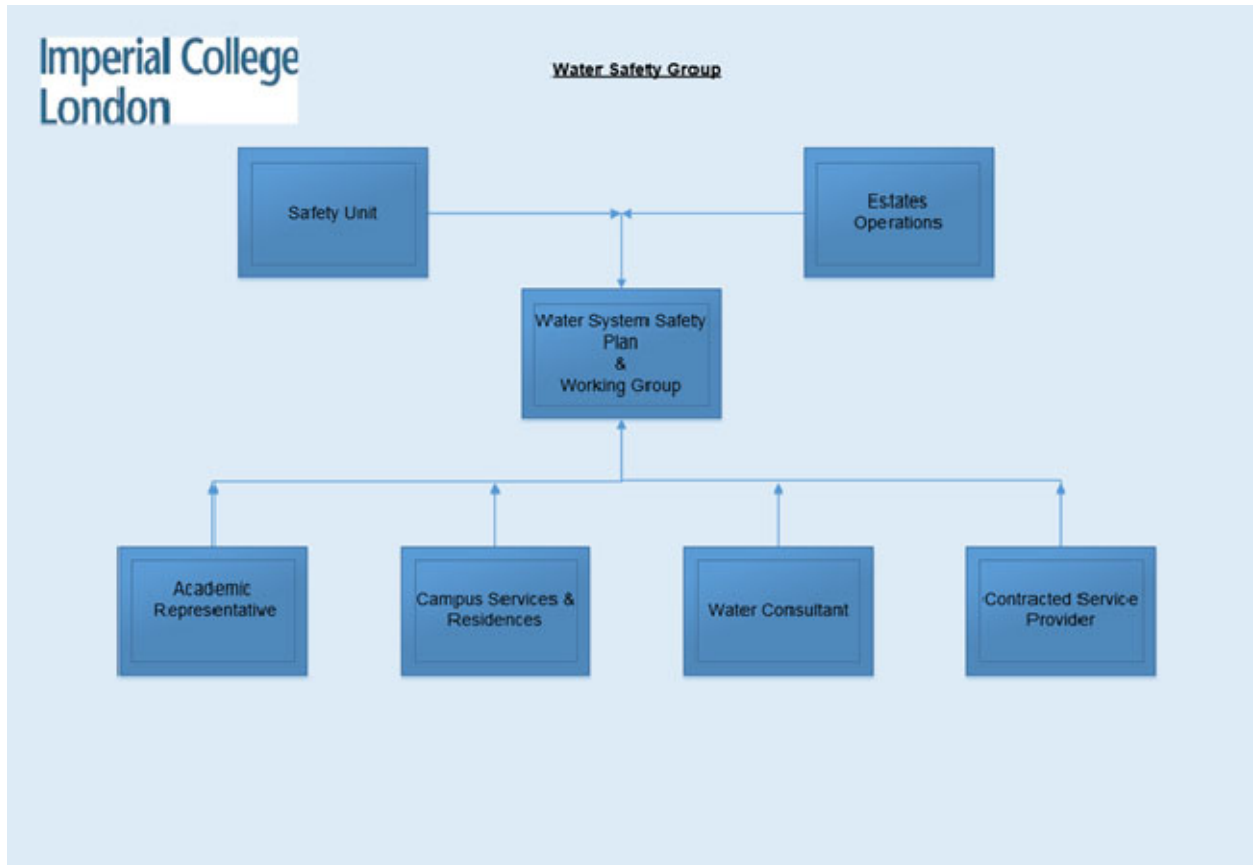 Imperial College
London
Water Safety Group
Safety Unit
Estates
Operations
Water System Safety
Plan
&
Working Group
Academic
Representative
Campus Services &
Residences
Water Consultant
Contracted Service
Provider